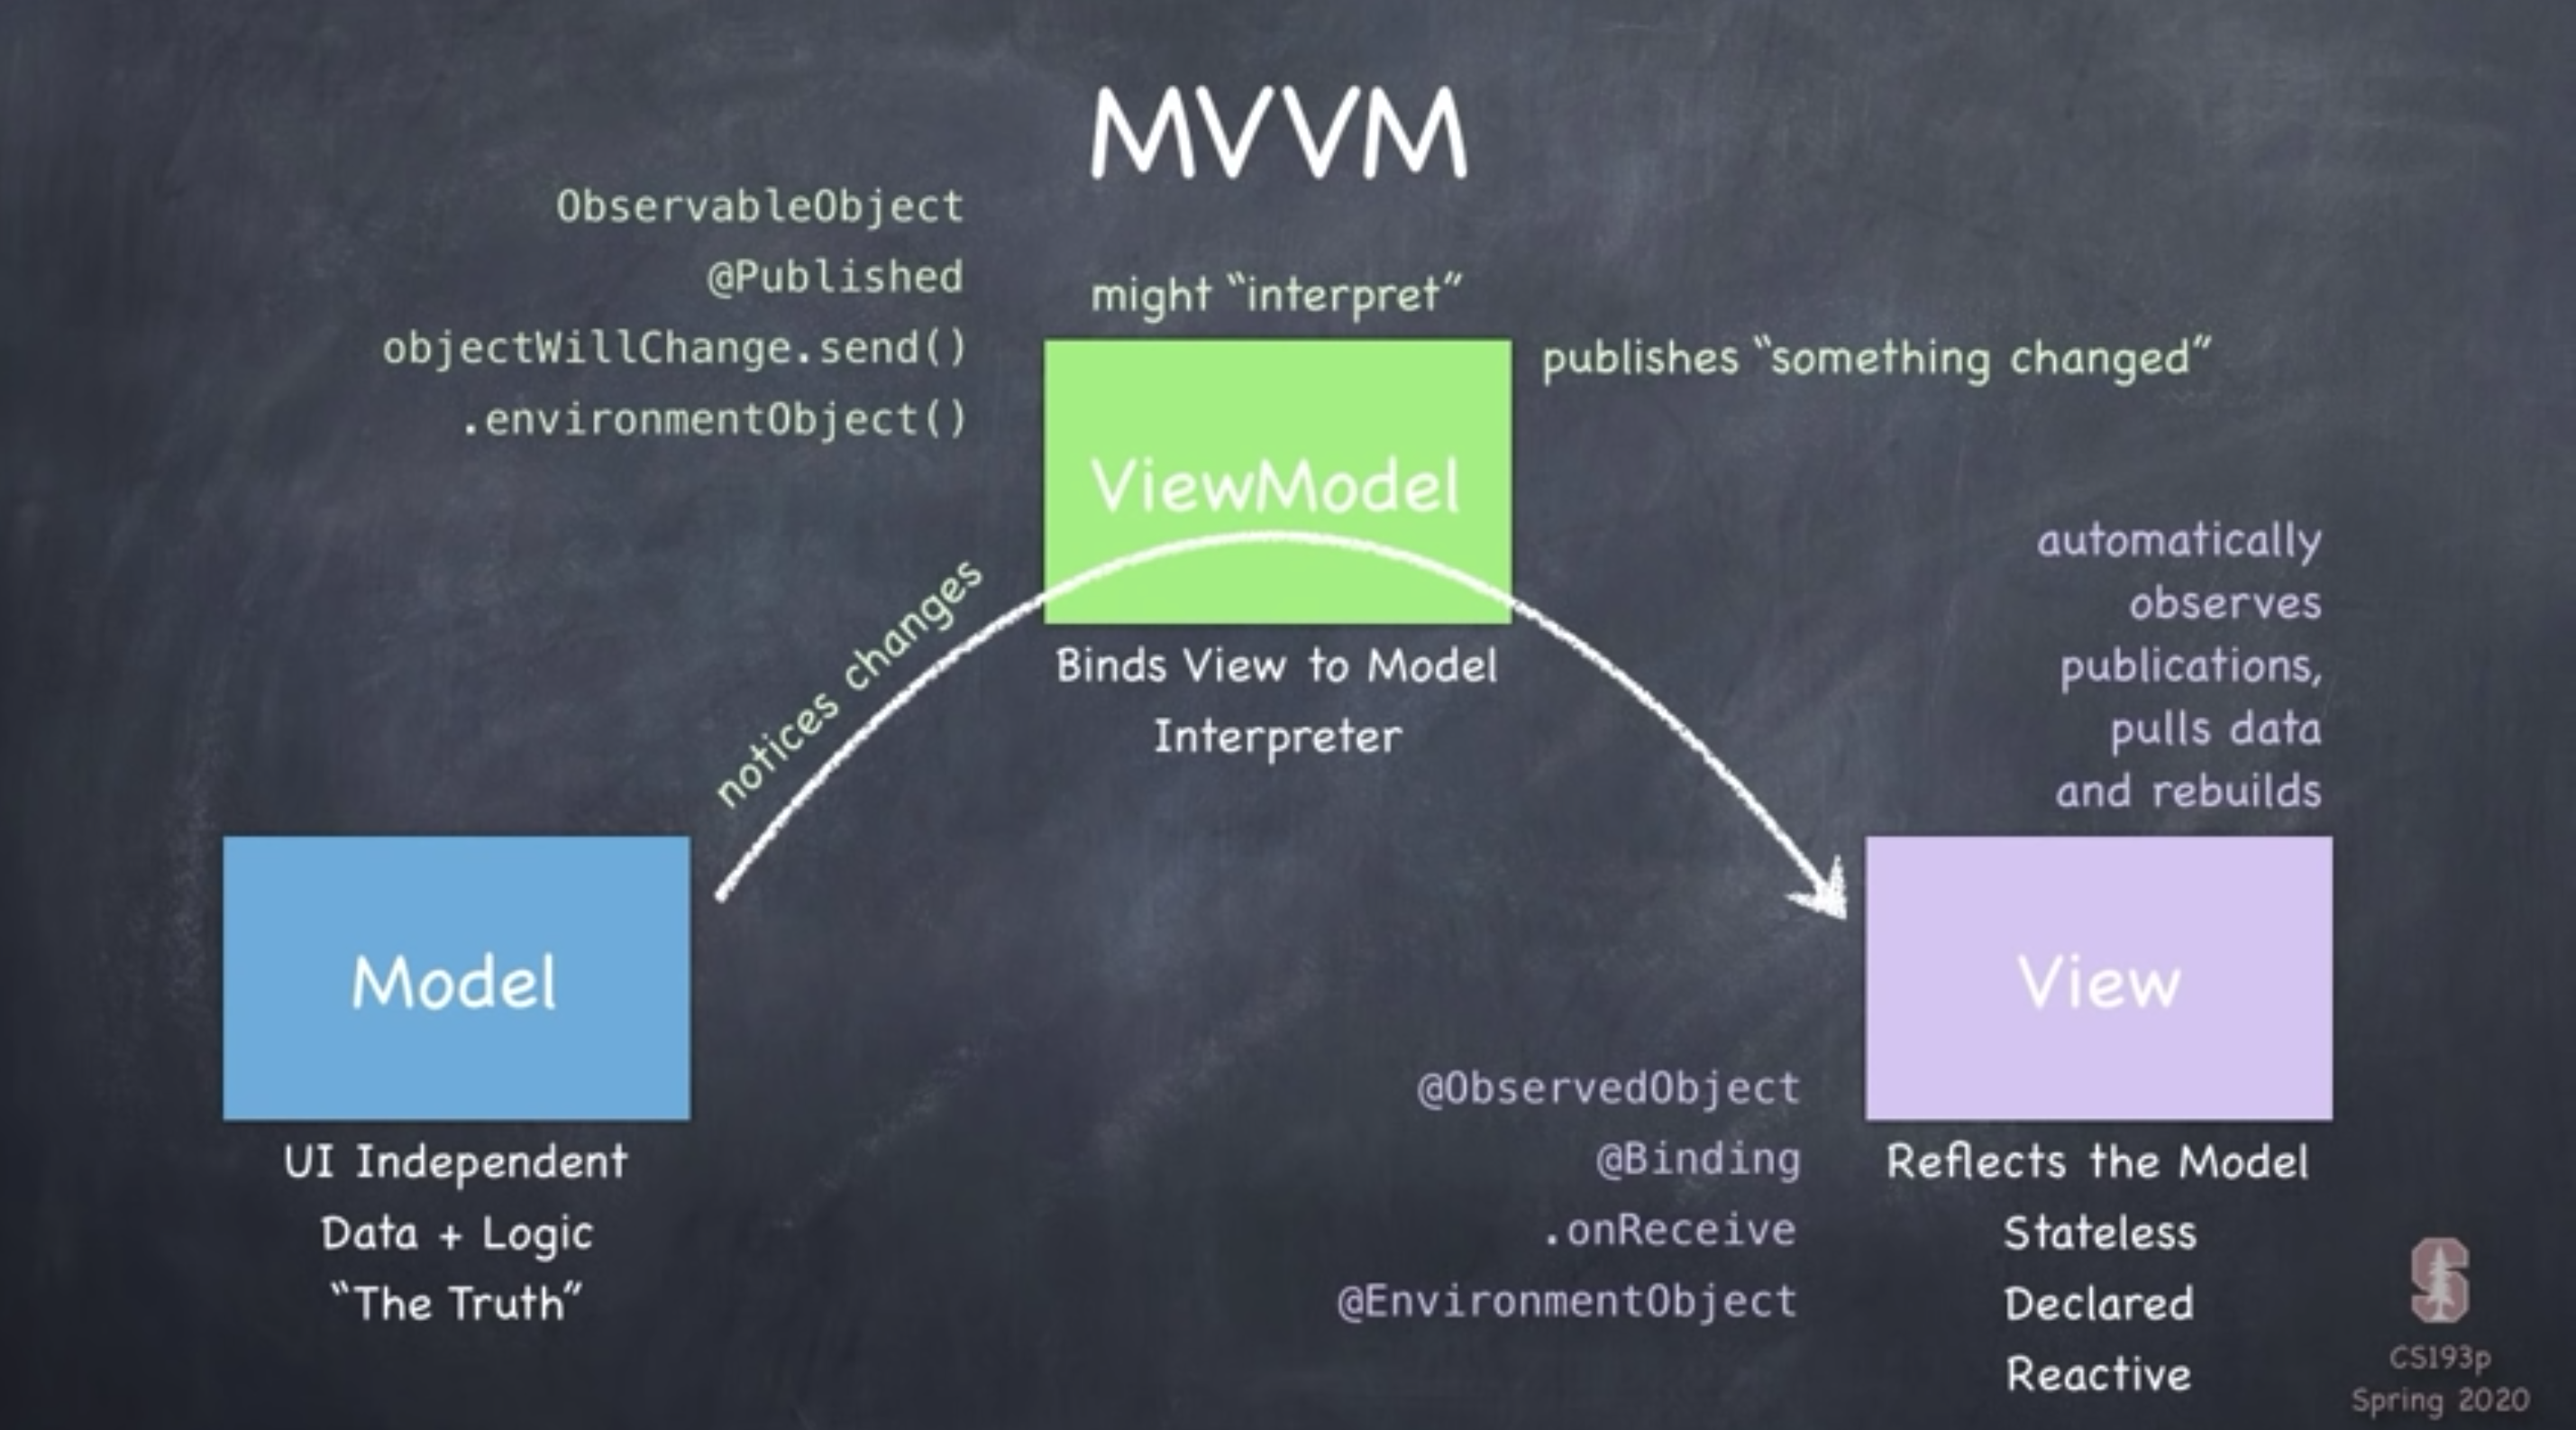 MVVM
ObservableObject
@Published
objectWillChange.send()
.environmentObject()
might “interpret”
ViewModel
publishes “something changed”
Binds View to Model
Interpreter
notices changes
automatically
observes
publications,
pulls data
and rebuilds
Model
UI Independent
Data + Logic
“The Truth”
View
@ObservedObject
@Binding
.onReceive
@EnvironmentObject
Reflects the Model
Stateless
Declared
Reactive
S
CS193p
Spring 2020